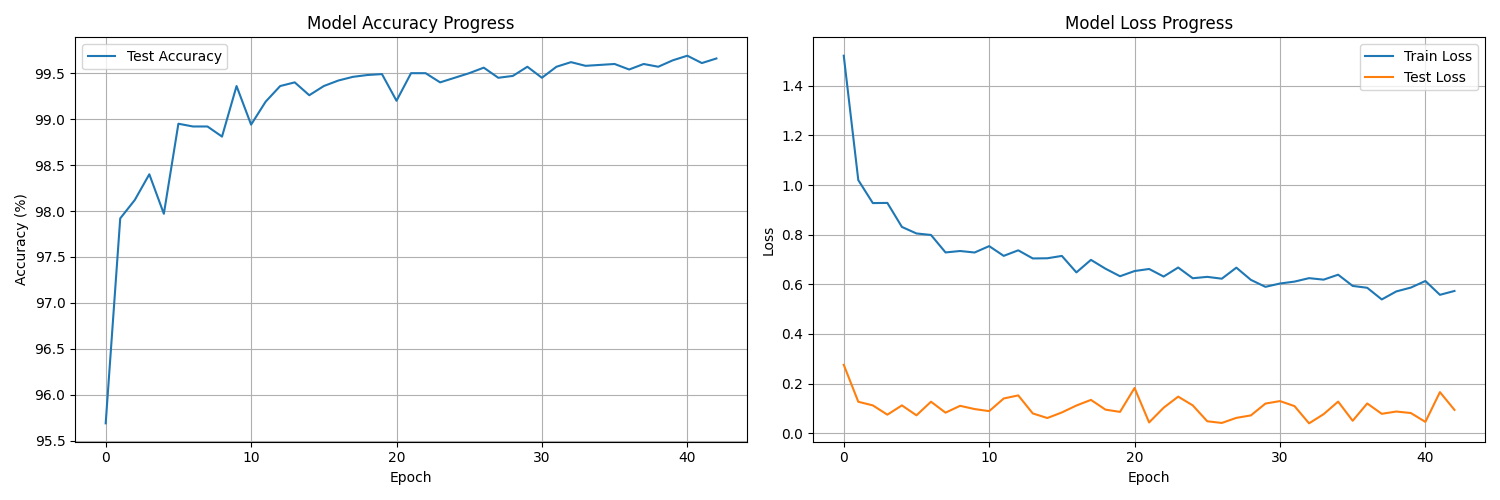 Model Accuracy Progress
Test Accuracy
99.5
99.0
98.5
98.0
97.5
97.0
96.5
96.0
95.5
Accuracy (%)
0 10 20 30 40
Epoch
Model Loss Progress
Train Loss
Test Loss
1.4
1.2
1.0
0.8
0.6
0.4
0.2
0.0
Loss
0 10 20 30 40
Epoch